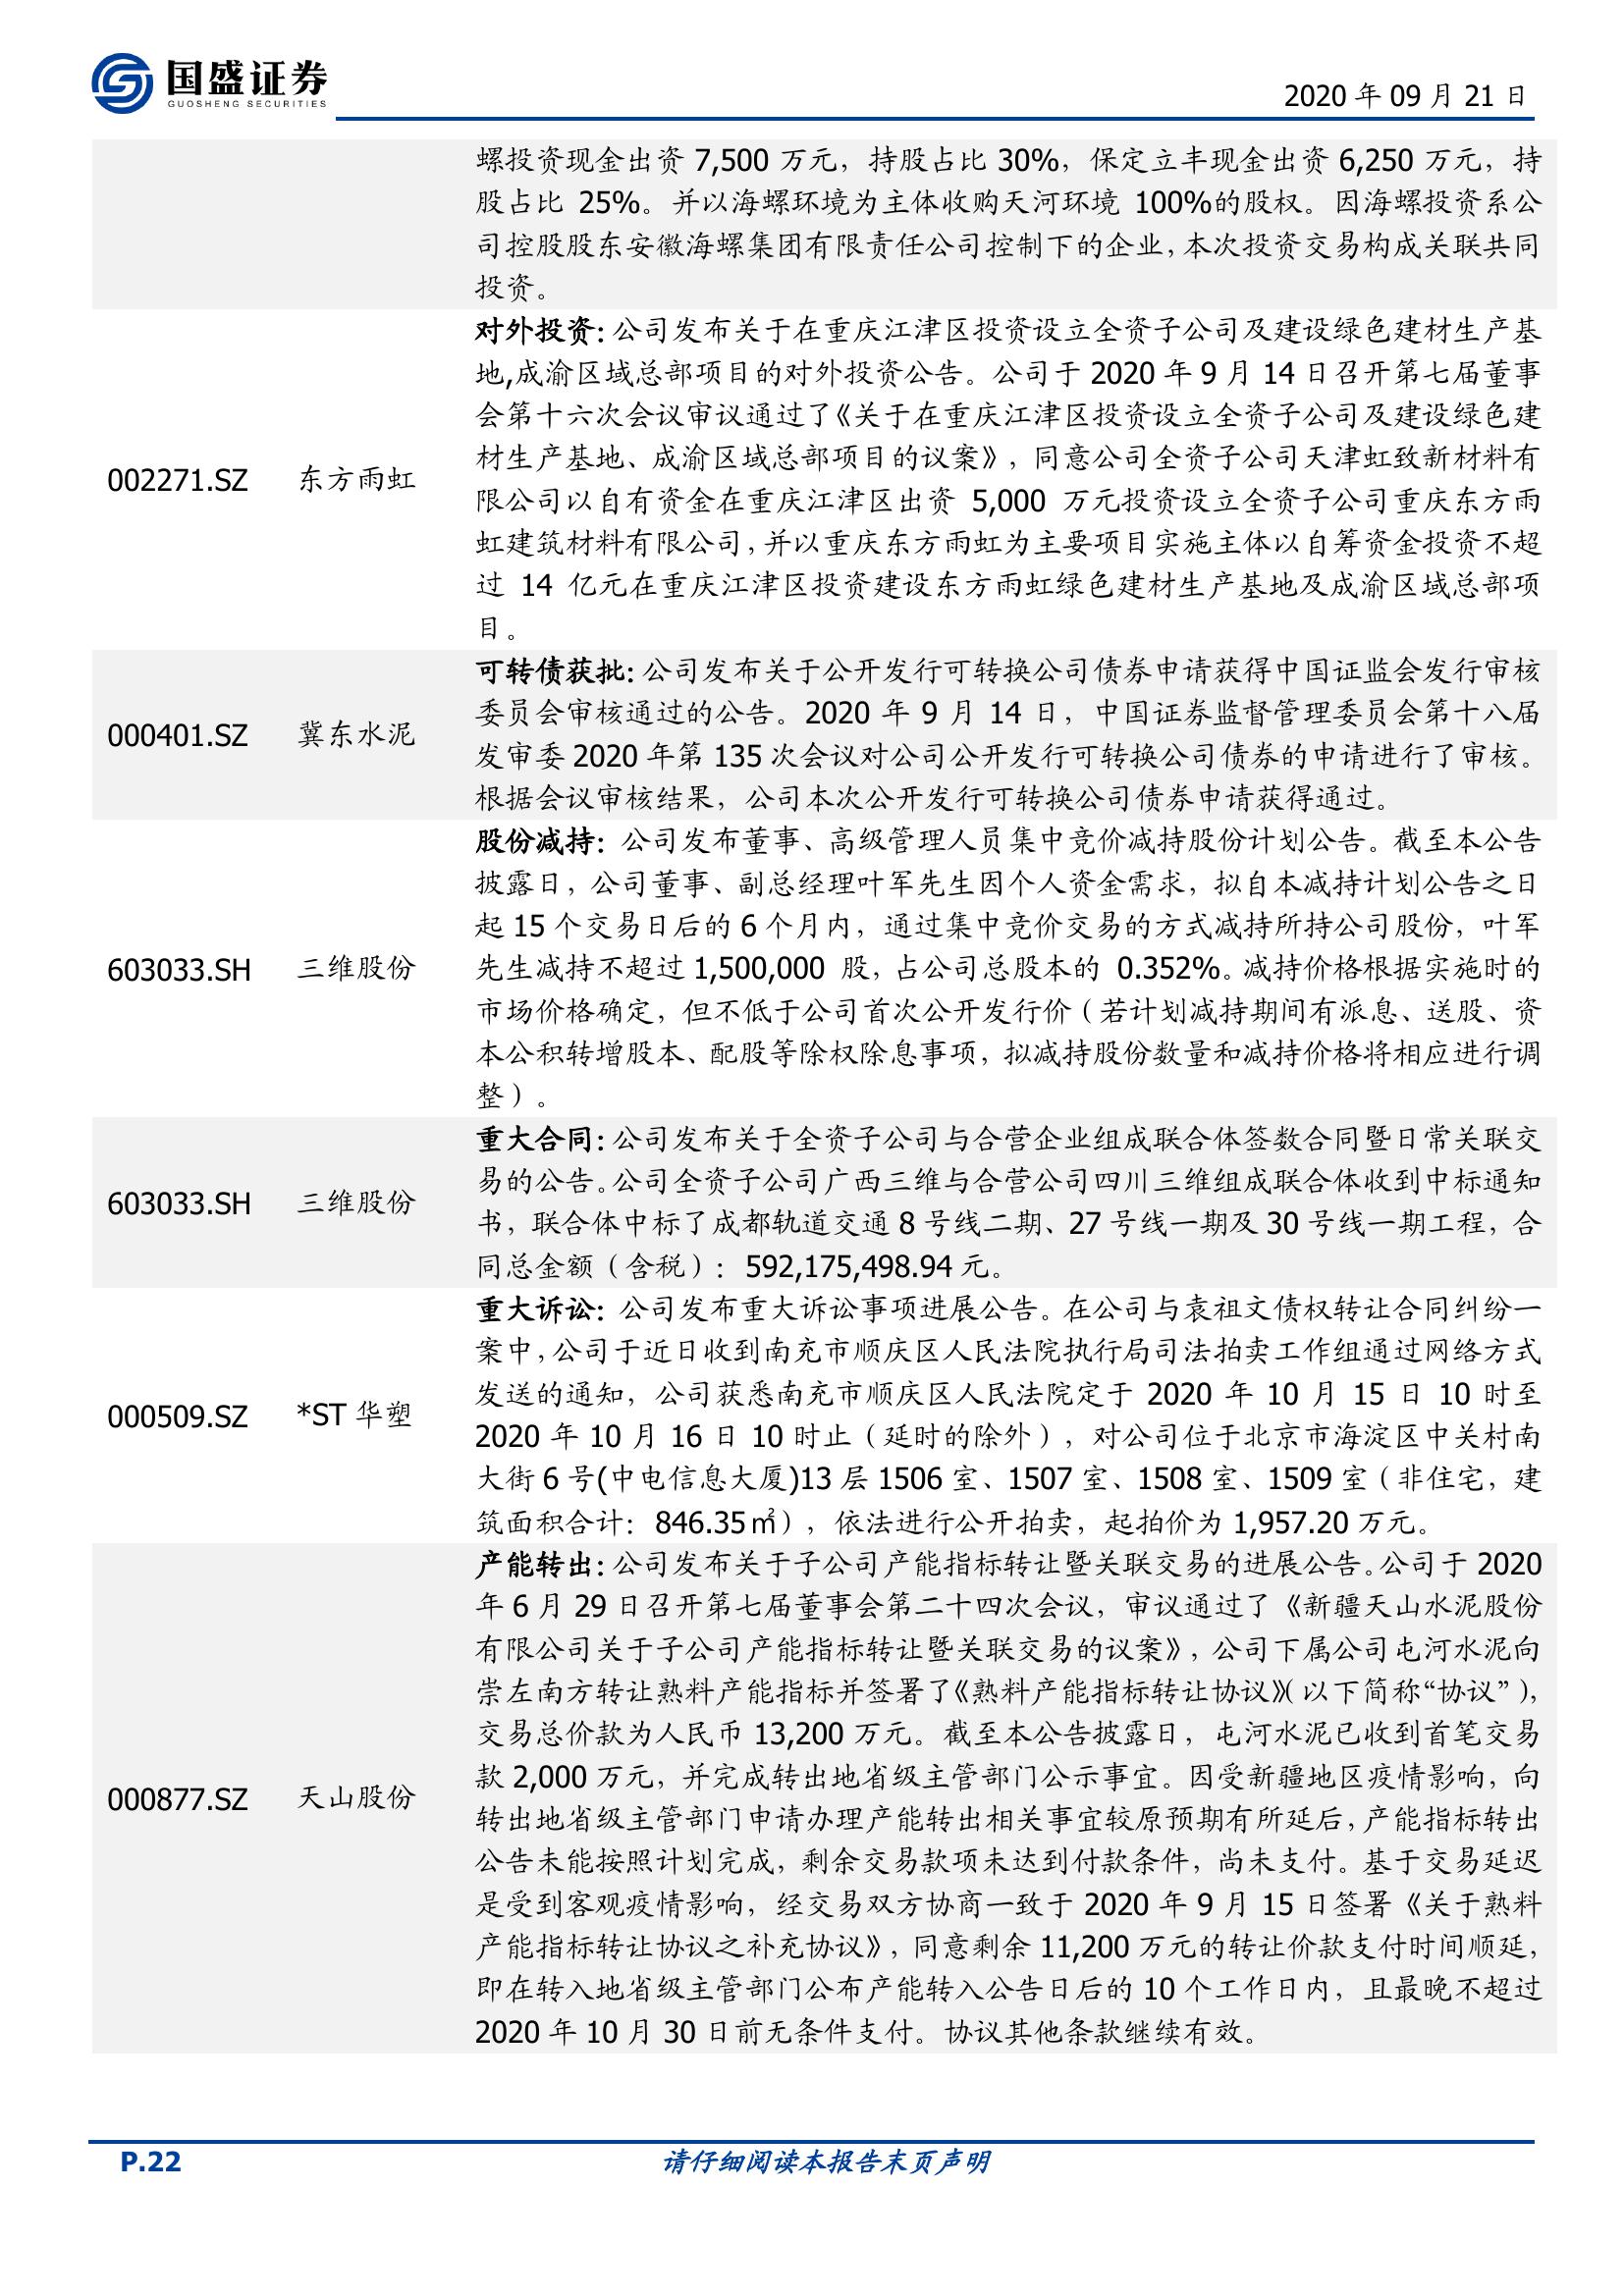 国盛证券
GUOSHENG SECURITIES
2020 年 09 月 21 日
螺投资现金出资 7,500 万元，持股占比 30%，保定立丰现金出资 6,250 万元，持
股占比 25%。并以海螺环境为主体收购天河环境 100%的股权。因海螺投资系公
司控股股东安徽海螺集团有限责任公司控制下的企业,本次投资交易构成关联共同
投资。
002271.SZ 东方雨虹
对外投资：公司发布关于在重庆江津区投资设立全资子公司及建设绿色建材生产基
地,成渝区域总部项目的对外投资公告。公司于 2020 年 9 月 14 日召开第七届董事
会第十六次会议审议通过了《关于在重庆江津区投资设立全资子公司及建设绿色建
材生产基地、成渝区域总部项目的议案》，同意公司全资子公司天津虹致新材料有
限公司以自有资金在重庆江津区出资 5,000 万元投资设立全资子公司重庆东方雨
虹建筑材料有限公司,并以重庆东方雨虹为主要项目实施主体以自筹资金投资不超
过 14 亿元在重庆江津区投资建设东方雨虹绿色建材生产基地及成渝区域总部项
目。
000401.SZ 冀东水泥
可转债获批：公司发布关于公开发行可转换公司债券申请获得中国证监会发行审核
委员会审核通过的公告。2020 年 9 月 14 日，中国证券监督管理委员会第十八届
发审委 2020 年第 135 次会议对公司公开发行可转换公司债券的申请进行了审核。
根据会议审核结果，公司本次公开发行可转换公司债券申请获得通过。
603033.SH 三维股份
股份减持：公司发布董事、高级管理人员集中竞价减持股份计划公告。截至本公告
披露日，公司董事、副总经理叶军先生因个人资金需求，拟自本减持计划公告之日
起 15 个交易日后的 6 个月内，通过集中竞价交易的方式减持所持公司股份，叶军
先生减持不超过 1,500,000 股，占公司总股本的 0.352%。减持价格根据实施时的
市场价格确定，但不低于公司首次公开发行价（若计划减持期间有派息、送股、资
本公积转增股本、配股等除权除息事项，拟减持股份数量和减持价格将相应进行调
整）。
603033.SH 三维股份
重大合同：公司发布关于全资子公司与合营企业组成联合体签数合同暨日常关联交
易的公告。公司全资子公司广西三维与合营公司四川三维组成联合体收到中标通知
书，联合体中标了成都轨道交通 8 号线二期、27 号线一期及 30 号线一期工程，合
同总金额（含税）：592,175,498.94 元。
000509.SZ *ST 华塑
重大诉讼：公司发布重大诉讼事项进展公告。在公司与袁祖文债权转让合同纠纷一
案中,公司于近日收到南充市顺庆区人民法院执行局司法拍卖工作组通过网络方式
发送的通知，公司获悉南充市顺庆区人民法院定于 2020 年 10 月 15 日 10 时至
2020 年 10 月 16 日 10 时止（延时的除外），对公司位于北京市海淀区中关村南
大街 6 号(中电信息大厦)13 层 1506 室、1507 室、1508 室、1509 室（非住宅，建
筑面积合计：846.35㎡），依法进行公开拍卖，起拍价为 1,957.20 万元。
000877.SZ 天山股份
产能转出：公司发布关于子公司产能指标转让暨关联交易的进展公告。公司于 2020
年 6 月 29 日召开第七届董事会第二十四次会议，审议通过了《新疆天山水泥股份
有限公司关于子公司产能指标转让暨关联交易的议案》，公司下属公司屯河水泥向
崇左南方转让熟料产能指标并签署了《熟料产能指标转让协议》（以下简称“协议”），
交易总价款为人民币 13,200 万元。截至本公告披露日，屯河水泥已收到首笔交易
款 2,000 万元，并完成转出地省级主管部门公示事宜。因受新疆地区疫情影响，向
转出地省级主管部门申请办理产能转出相关事宜较原预期有所延后,产能指标转出
公告未能按照计划完成，剩余交易款项未达到付款条件，尚未支付。基于交易延迟
是受到客观疫情影响，经交易双方协商一致于 2020 年 9 月 15 日签署《关于熟料
产能指标转让协议之补充协议》，同意剩余 11,200 万元的转让价款支付时间顺延，
即在转入地省级主管部门公布产能转入公告日后的 10 个工作日内，且最晚不超过
2020 年 10 月 30 日前无条件支付。协议其他条款继续有效。
P.22
请仔细阅读本报告末页声明